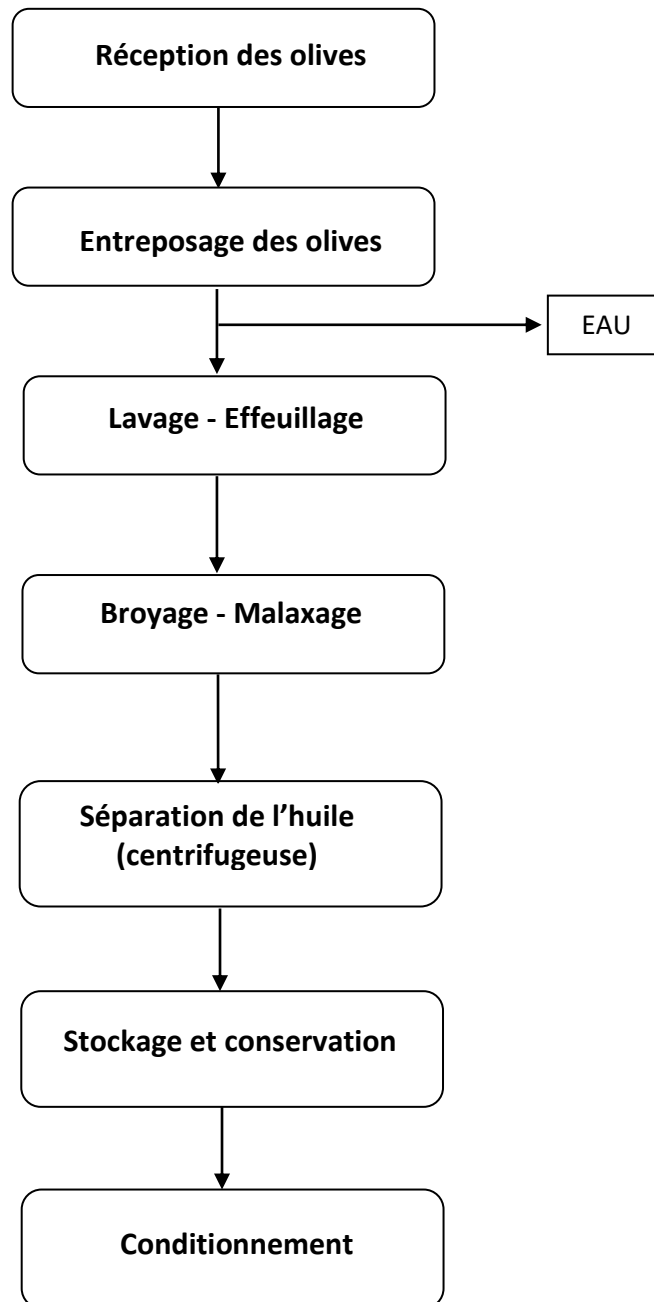 Réception des olives
Entreposage des olives
EAU
Lavage - Effeuillage
Broyage - Malaxage
Séparation de l’huile
(centrifugeuse)
Stockage et conservation
Conditionnement